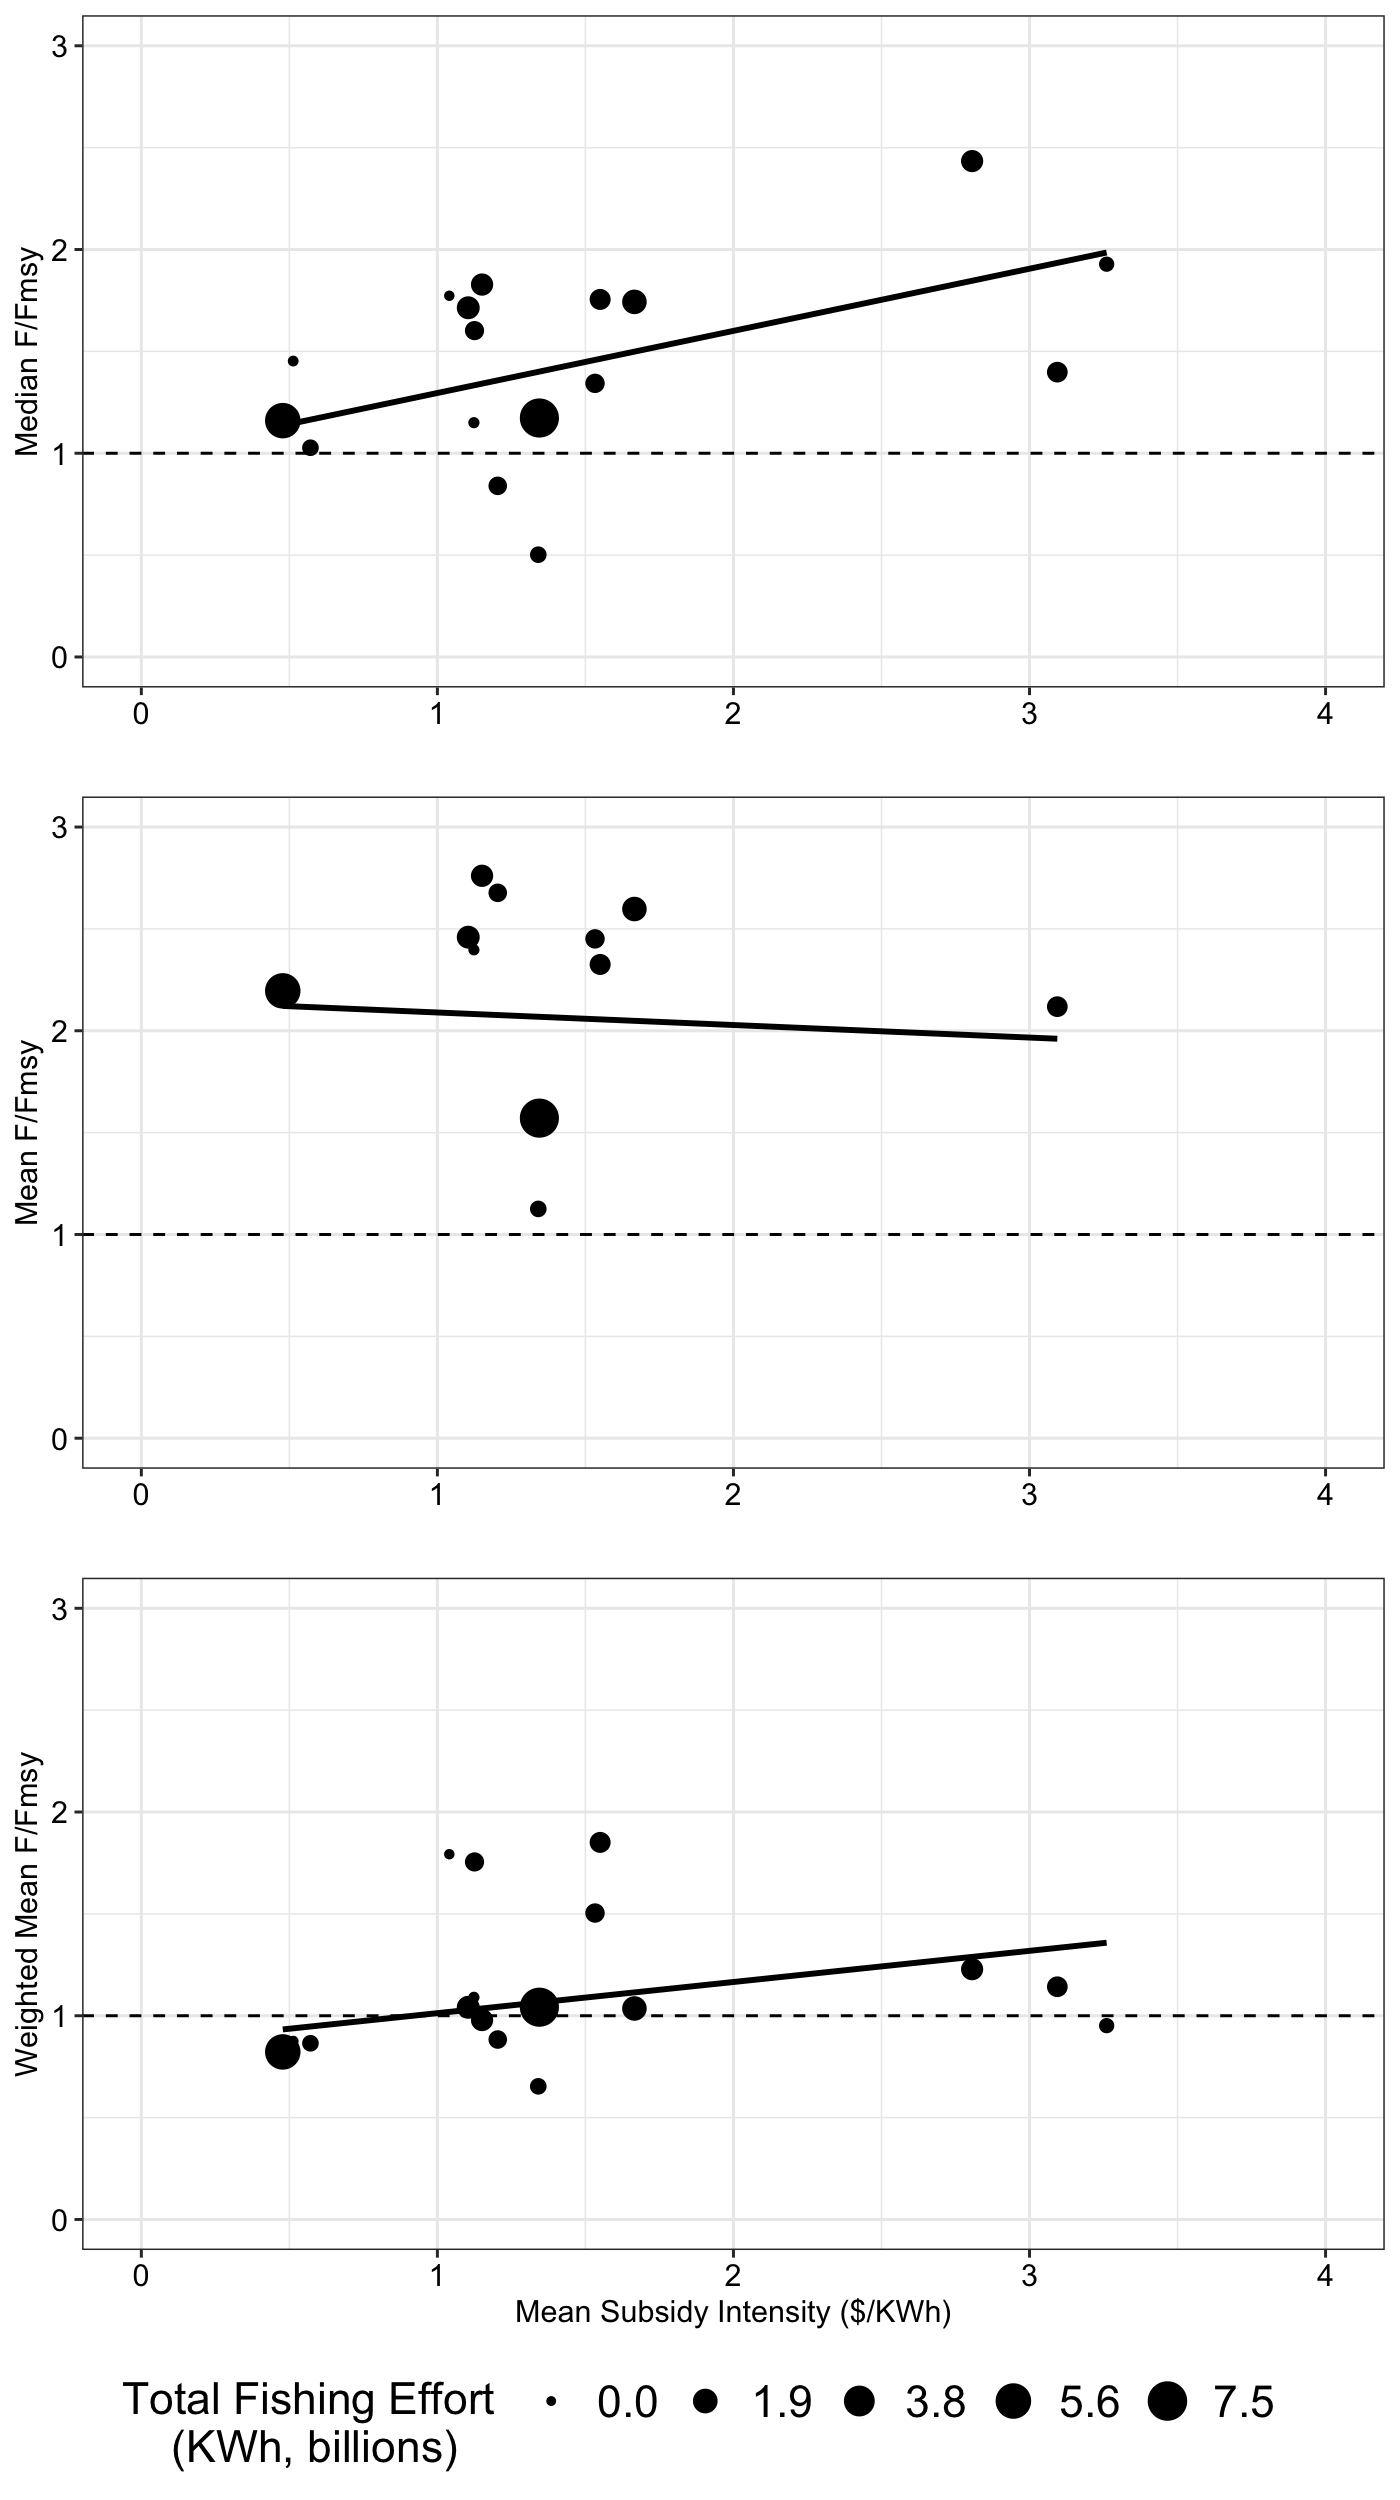 3
2
1
0
Median F/Fmsy
0 1 2 3 4
3
2
1
0
Mean F/Fmsy
0 1 2 3 4
3
2
1
0
Weighted Mean F/Fmsy
0 1 2 3 4
Mean Subsidy Intensity ($/KWh)
Total Fishing Effort
(KWh, billions)
0.0 1.9 3.8 5.6 7.5